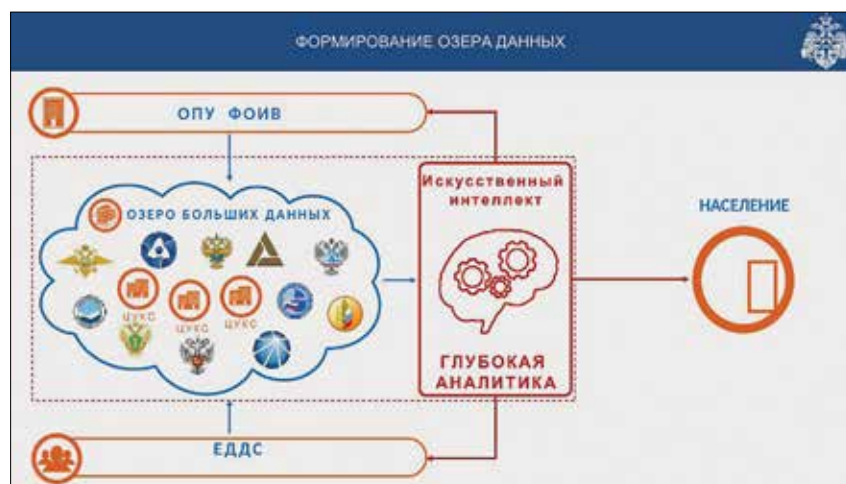 ФОРМИРОВАНИЕ ОЗЕРА ДАННЫХ
ОПУ ФОИВ
ОЗЕРО БОЛЬШИХ ДАННЫХ
ЦУКС
ЦУКС
ЦУКС
Искусственный
интеллект
ГЛУБОКАЯ
АНАЛИТИКА
НАСЕЛЕНИЕ
ЕДДС